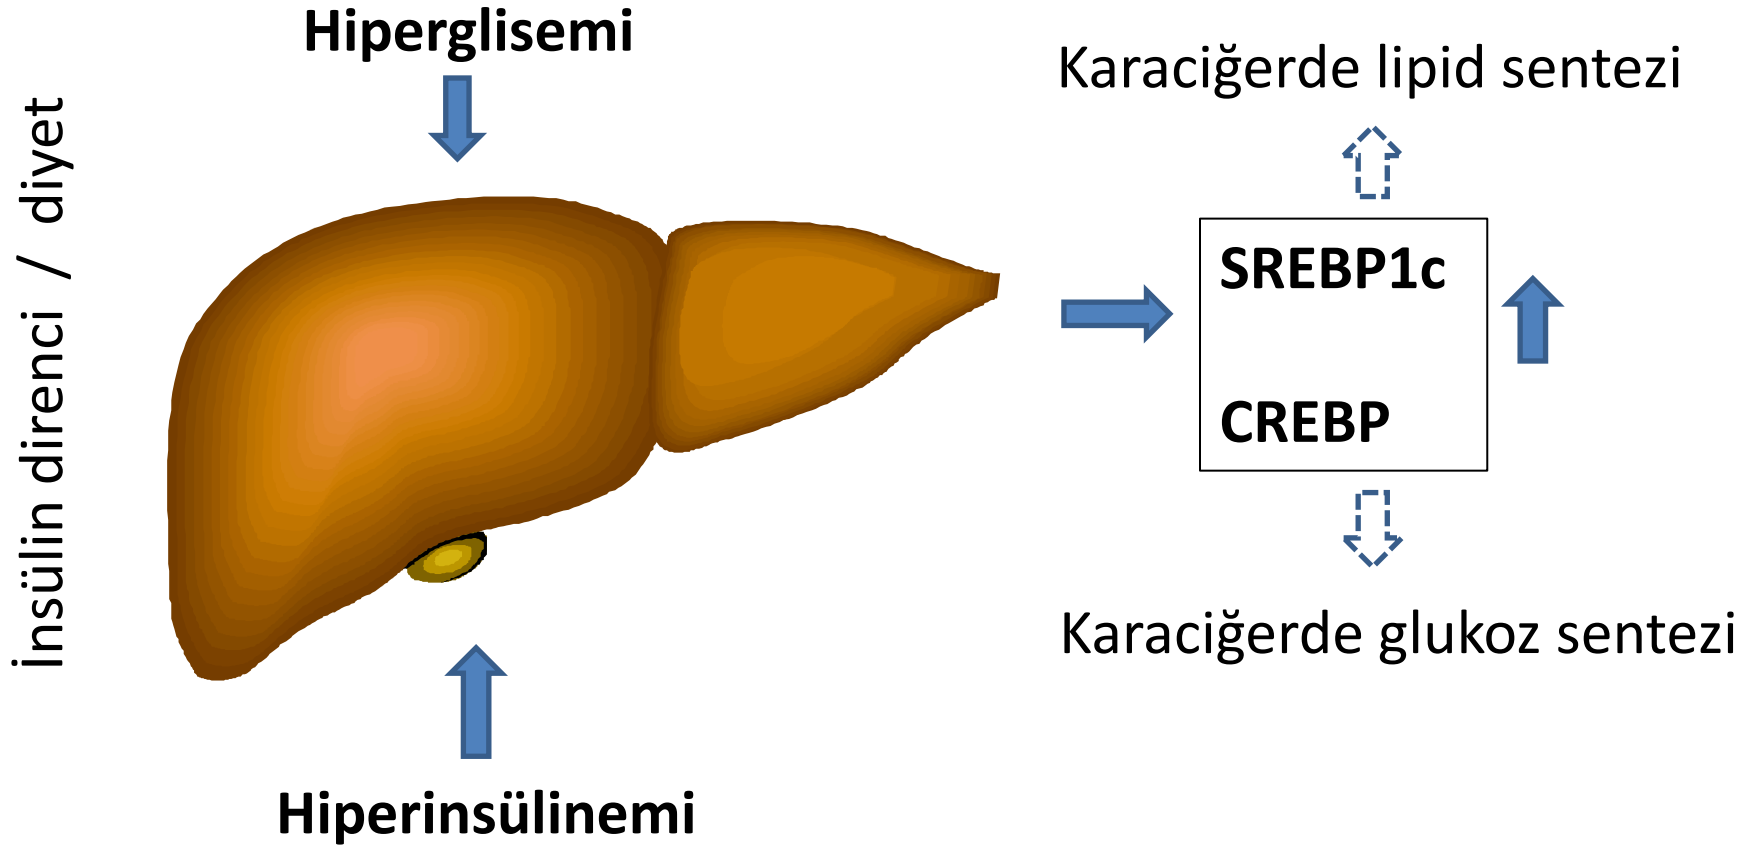 Hiperglisemi
İnsülin direnci / diyet
Hiperinsülinemi
Karaciğerde lipid sentezi
SREBP1c
CREBP
Karaciğerde glukoz sentezi